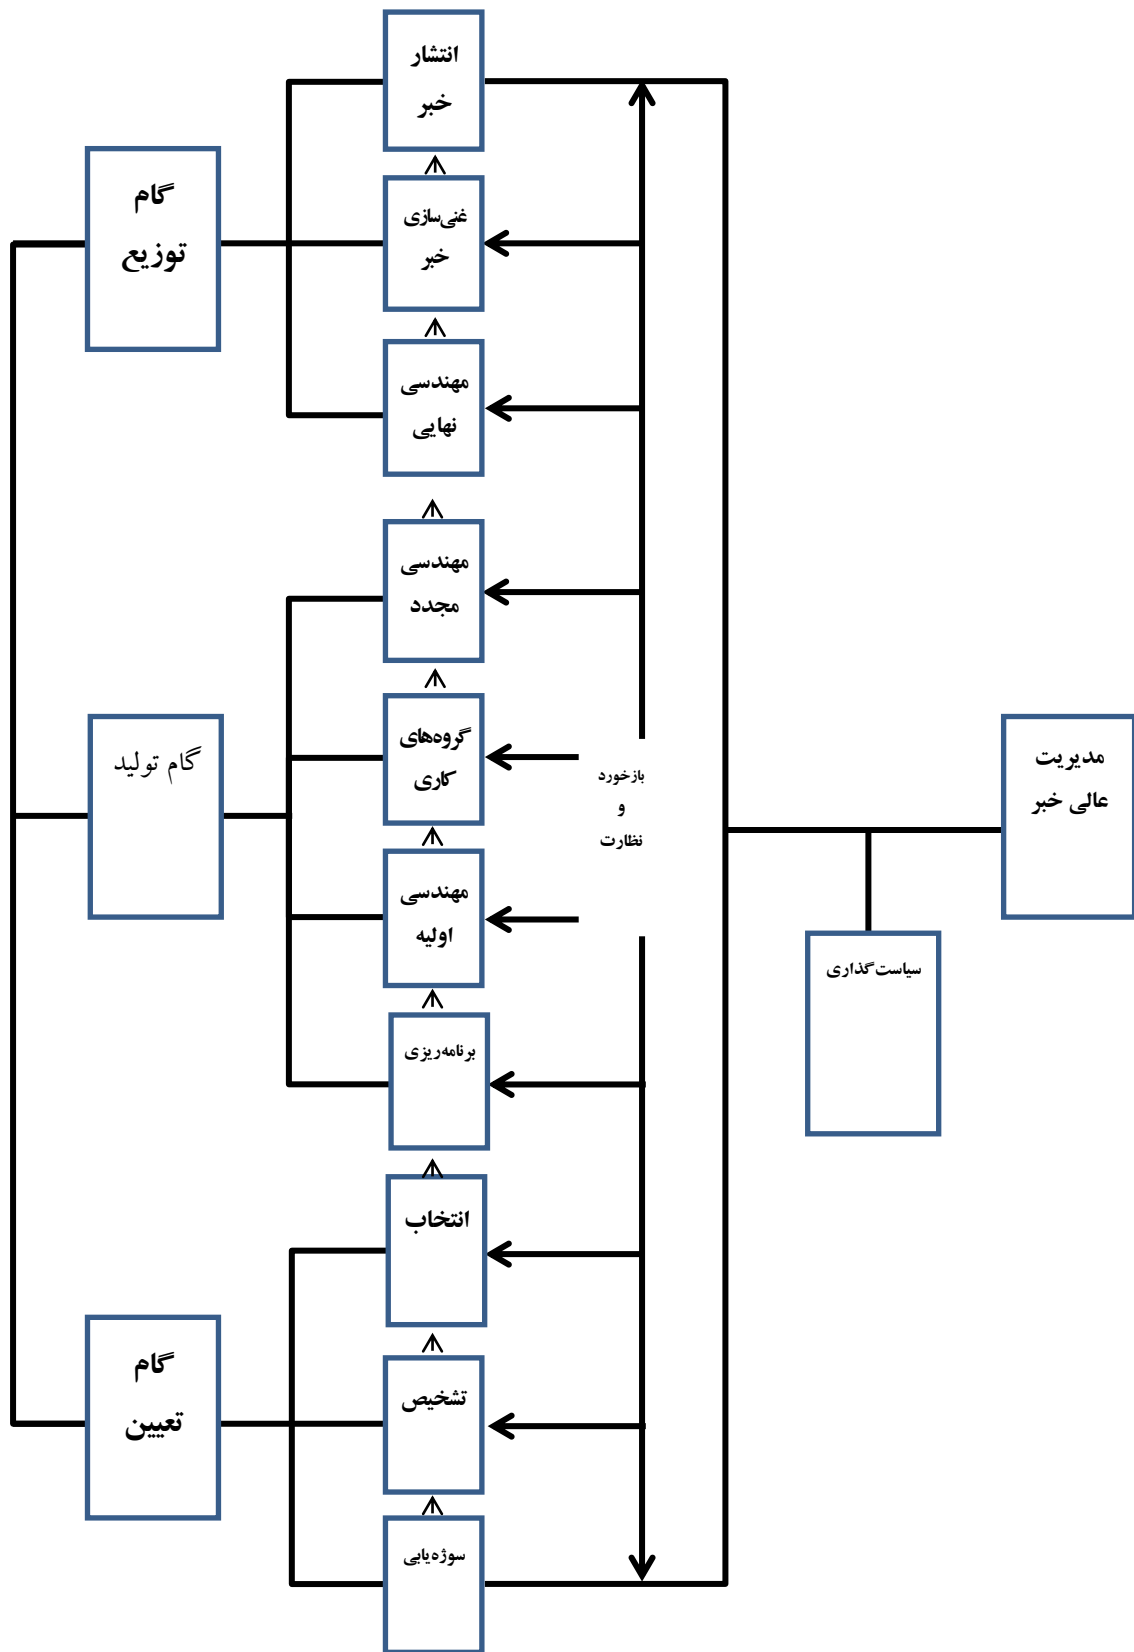 انتشار
خبر
گام
توزیع
غنی‌سازی
خبر
مهندسی
نهایی
مهندسی
مجدد
گروه‌های
کاری
گام تولید
بازخورد
و
نظارت
مدیریت
عالی خبر
مهندسی
اولیه
سیاست‌گذاری
برنامه‌ریزی
انتخاب
گام
تعیین
تشخیص
سوژه‌یابی